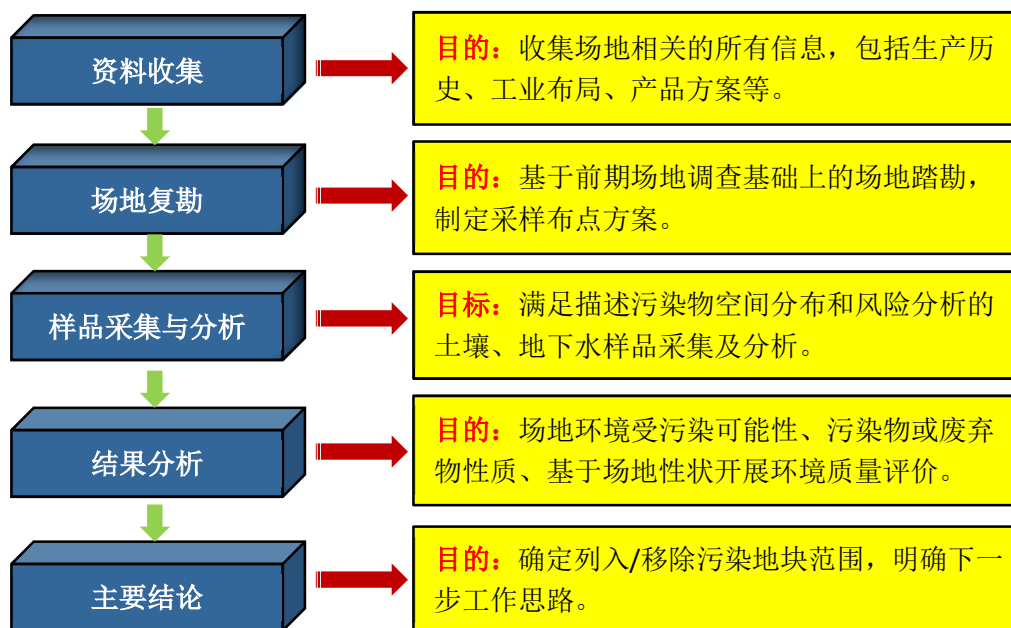 资料收集
目的：收集场地相关的所有信息，包括生产历
史、工业布局、产品方案等。
场地复勘
目的：基于前期场地调查基础上的场地踏勘，
制定采样布点方案。
样品采集与分析
目标：满足描述污染物空间分布和风险分析的
土壤、地下水样品采集及分析。
结果分析
目的：场地环境受污染可能性、污染物或废弃
物性质、基于场地性状开展环境质量评价。
主要结论
目的：确定列入/移除污染地块范围，明确下一
步工作思路。